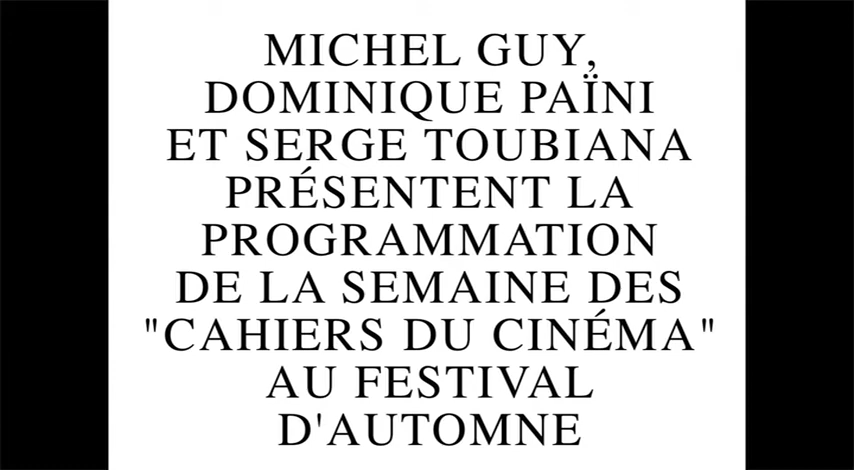 MICHEL GUY,
DOMINIQUE PAÏNI
ET SERGE TOUBIANA
PRÉSENTENT LA
PROGRAMMATION
DE LA SEMAINE DES
"CAHIERS DU CINÉMA"
AU FESTIVAL
D'AUTOMNE